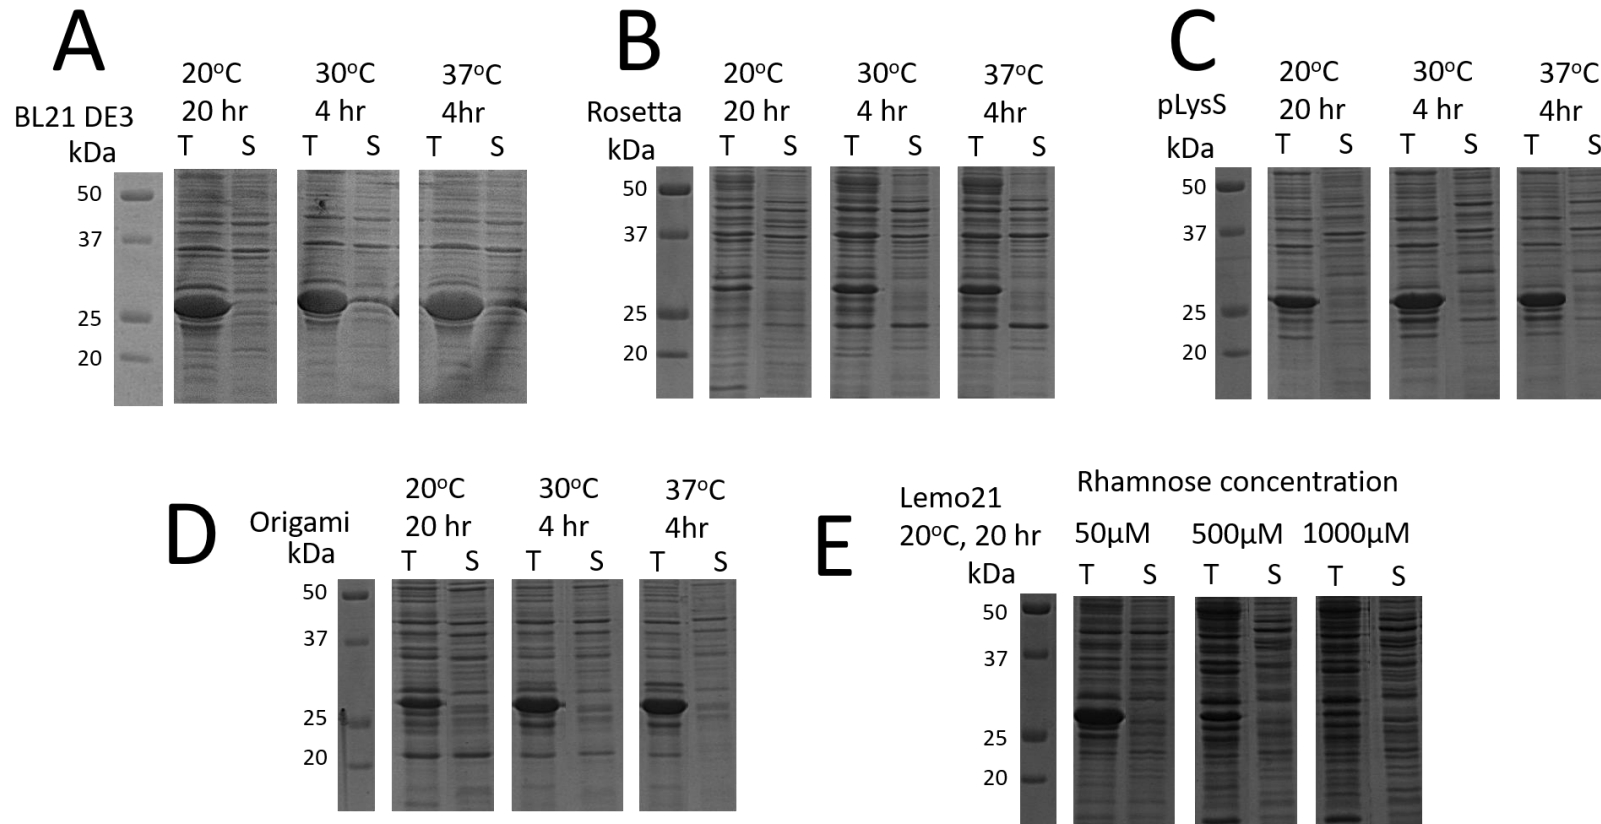 A
20°C 30°C 37°C
BL21 DE3 20 hr 4 hr 4hr
kDa T S T S T S
50
37
25
20
B
20°C 30°C 37°C
Rosetta 20 hr 4 hr 4hr
kDa T S T S T S
50
37
25
20
C
20°C 30°C 37°C
pLysS 20 hr 4 hr 4hr
kDa T S T S T S
50
37
25
20
D
20°C 30°C 37°C
Origami 20 hr 4 hr 4hr
kDa T S T S T S
50
37
25
20
E
Lemo21 Rhamnose concentration
20°C, 20 hr 50µM 500µM 1000µM
kDa T S T S T S
50
37
25
20